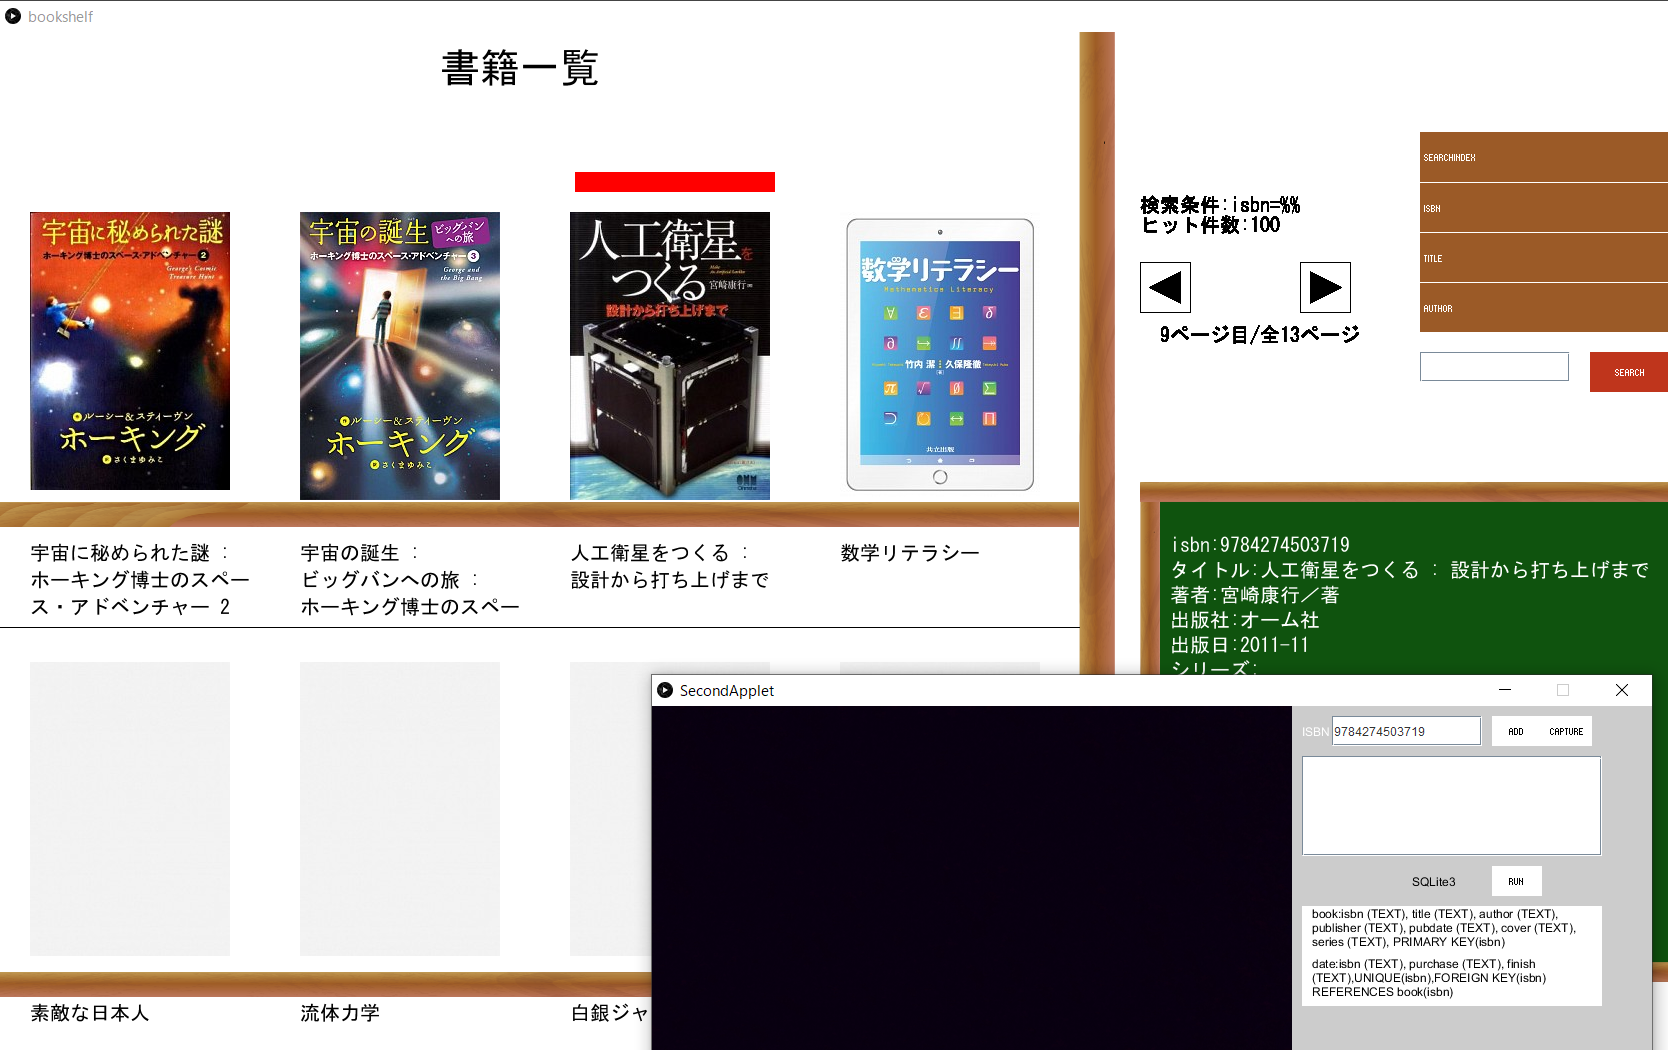 bookshelf
書籍一覧
宇宙に秘められた謎
ホーキング博士のスペース・アドベンチャー 2
George's Cosmic
Treasure Hunt
作 ルーシー&スティーヴン
ホーキング
訳 さくまゆみこ
宇宙の誕生
ビッグバン
への旅
ホーキング博士のスペース・アドベンチャー 3
George and
the Big Bang
作 ルーシー&スティーヴン
ホーキング
訳 さくまゆみこ
人工衛星を
つくる
宮崎康行
設計から打ち上げまで
Ohmsha
数学リテラシー
Mathematics Literacy
∀ ℰ ∃ δ
∂ ↪ ∬ ⇒
竹内 潔 久保隆徹
π √ ∅ Σ
⊃ ↔ Π
共立出版
宇宙に秘められた謎 :
ホーキング博士のスペー
ス・アドベンチャー 2
宇宙の誕生 :
ビッグバンへの旅 :
ホーキング博士のスペー
人工衛星をつくる :
設計から打ち上げまで
数学リテラシー
素敵な日本人
流体力学
白銀ジャ
検索条件:isbn=%%
ヒット件数:100
9ページ目/全13ページ
SEARCHINDEX
ISBN
TITLE
AUTHOR
SEARCH
isbn:9784274503719
タイトル:人工衛星をつくる : 設計から打ち上げまで
著者:宮崎康行／著
出版社:オーム社
出版日:2011-11
シリーズ:
SecondApplet
ISBN 9784274503719
ADD
CAPTURE
SQLite3
RUN
book:isbn (TEXT), title (TEXT), author (TEXT),
publisher (TEXT), pubdate (TEXT), cover (TEXT),
series (TEXT), PRIMARY KEY(isbn)
date:isbn (TEXT), purchase (TEXT), finish
(TEXT),UNIQUE(isbn),FOREIGN KEY(isbn)
REFERENCES book(isbn)